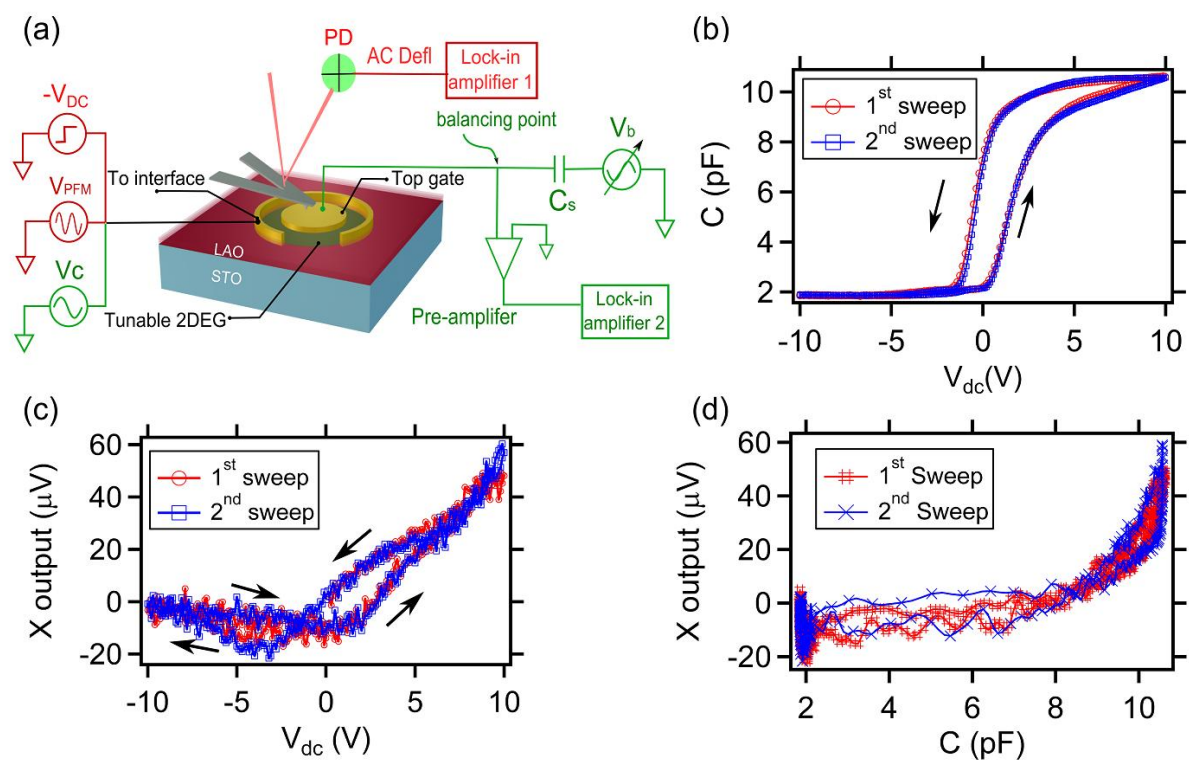 (a)
PD
AC Defl
Lock-in
amplifier 1
-VDC
balancing point
Vb
VPFM
To interface
Top gate
Cs
LAO
STO
Vc
Tunable 2DEG
Pre-amplifer
Lock-in
amplifier 2
(b)
10
8
6
4
2
C (pF)
1st sweep
2nd sweep
-10 -5 0 5 10
Vdc(V)
(c)
60
40
20
0
-20
X output (μV)
1st sweep
2nd sweep
-10 -5 0 5 10
Vdc (V)
(d)
60
40
20
0
-20
X output (μV)
1st Sweep
2nd Sweep
2 4 6 8 10
C (pF)